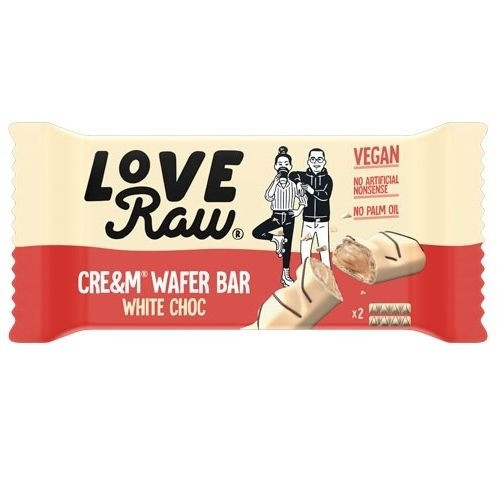 LOVE
Raw®
CRE&M® WAFER BAR
WHITE CHOC
VEGAN
NO ARTIFICIAL
NONSENSE
NO PALM OIL
x2